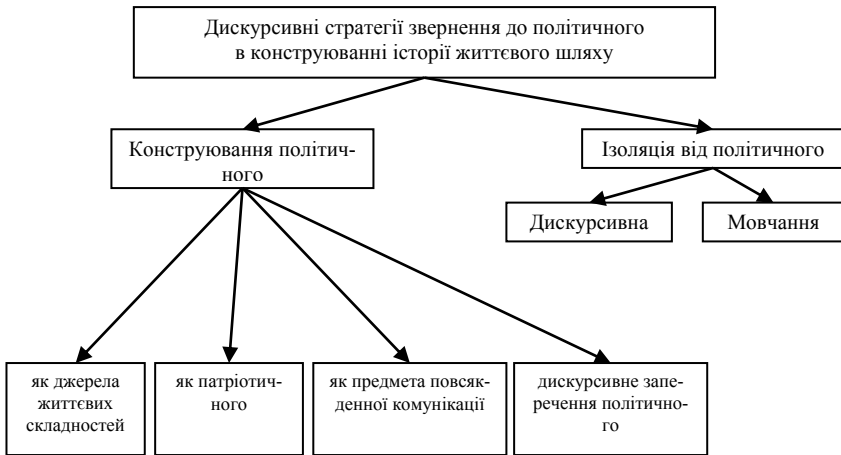 Дискурсивні стратегії звернення до політичного
в конструюванні історії життєвого шляху
Конструювання політич-
ного
Ізоляція від політичного
Дискурсивна
Мовчання
як джерела
життєвих
складностей
як патріотич-
ного
як предмета повсяк-
денної комунікації
дискурсивне запе-
речення політично-
го